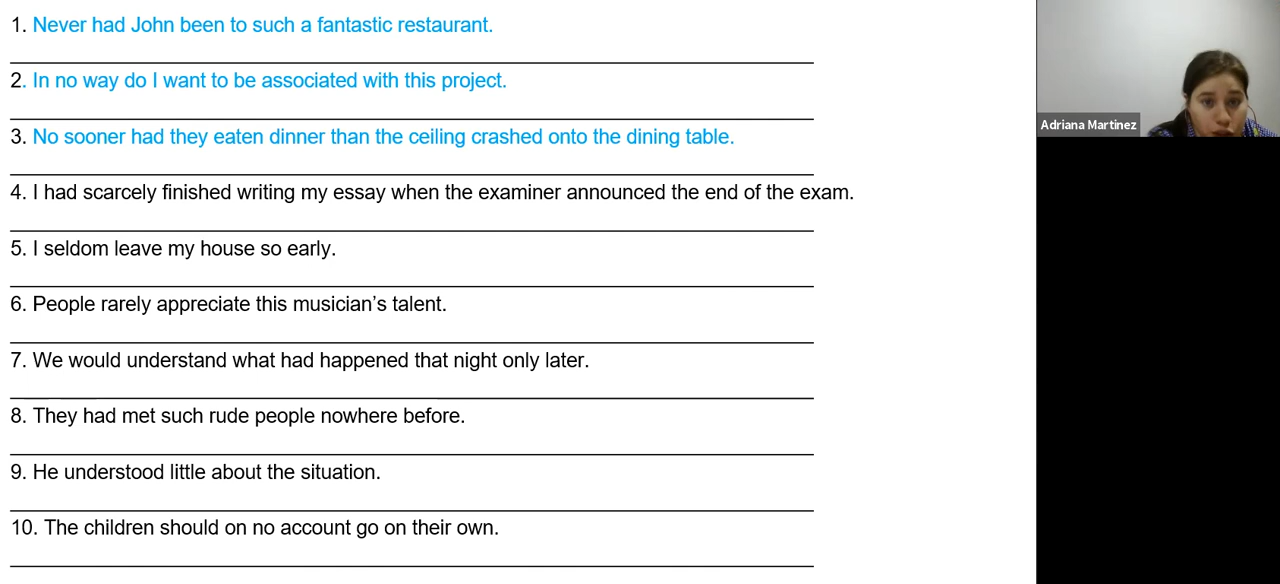 1. Never had John been to such a fantastic restaurant.
2. In no way do I want to be associated with this project.
3. No sooner had they eaten dinner than the ceiling crashed onto the dining table.
4. I had scarcely finished writing my essay when the examiner announced the end of the exam.
5. I seldom leave my house so early.
6. People rarely appreciate this musician’s talent.
7. We would understand what had happened that night only later.
8. They had met such rude people nowhere before.
9. He understood little about the situation.
10. The children should on no account go on their own.
Adriana Martinez